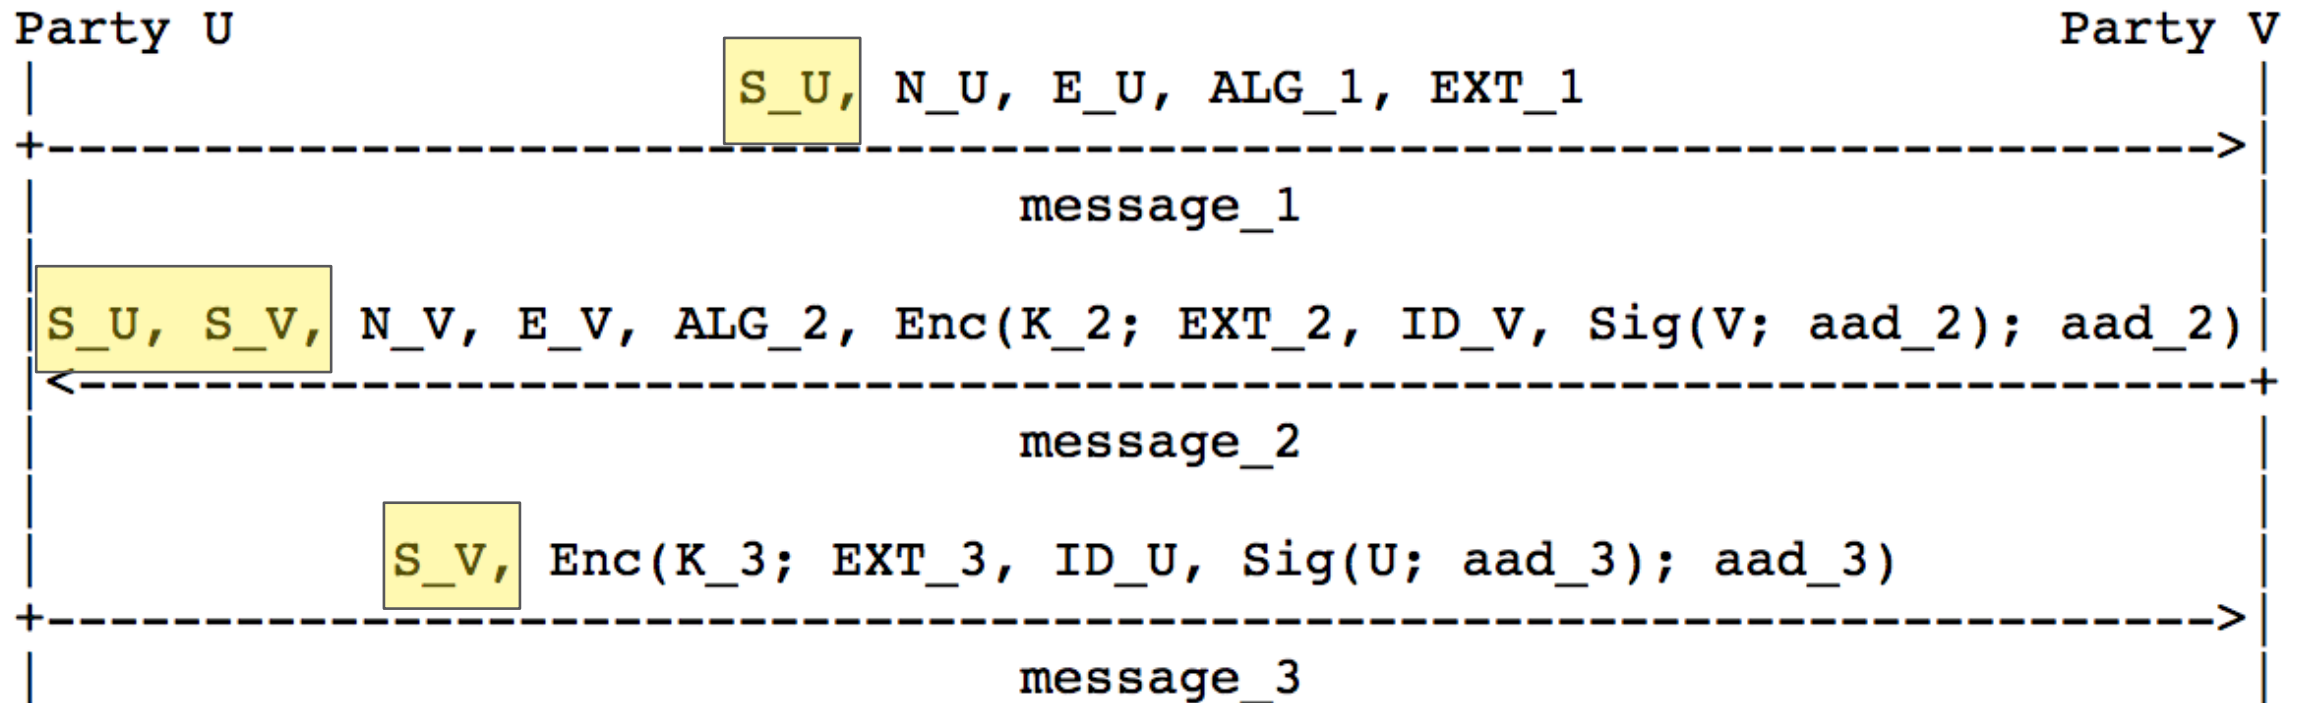 Party U Party V
S_U, N_U, E_U, ALG_1, EXT_1
+---------------------------------------------------------------------->|
message_1
S_U, S_V, N_V, E_V, ALG_2, Enc(K_2; EXT_2, ID_V, Sig(V; aad_2); aad_2)
|<----------------------------------------------------------------------+
message_2
S_V, Enc(K_3; EXT_3, ID_U, Sig(U; aad_3); aad_3)
+---------------------------------------------------------------------->|
message_3